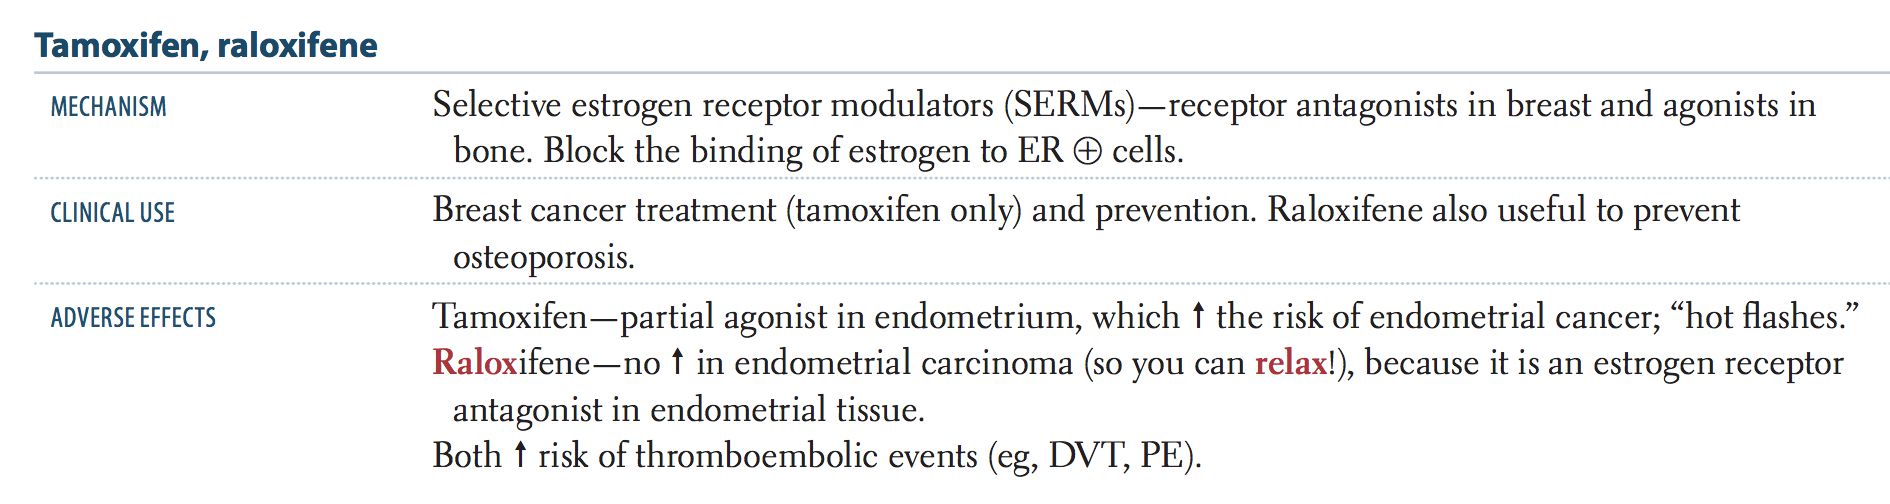 Tamoxifen, raloxifene
MECHANISM
Selective estrogen receptor modulators (SERMs)—receptor antagonists in breast and agonists in
bone. Block the binding of estrogen to ER ⊕ cells.
CLINICAL USE
Breast cancer treatment (tamoxifen only) and prevention. Raloxifene also useful to prevent
osteoporosis.
ADVERSE EFFECTS
Tamoxifen—partial agonist in endometrium, which ↑ the risk of endometrial cancer; “hot flashes.”
Raloxifene—no ↑ in endometrial carcinoma (so you can relax!), because it is an estrogen receptor
antagonist in endometrial tissue.
Both ↑ risk of thromboembolic events (eg, DVT, PE).